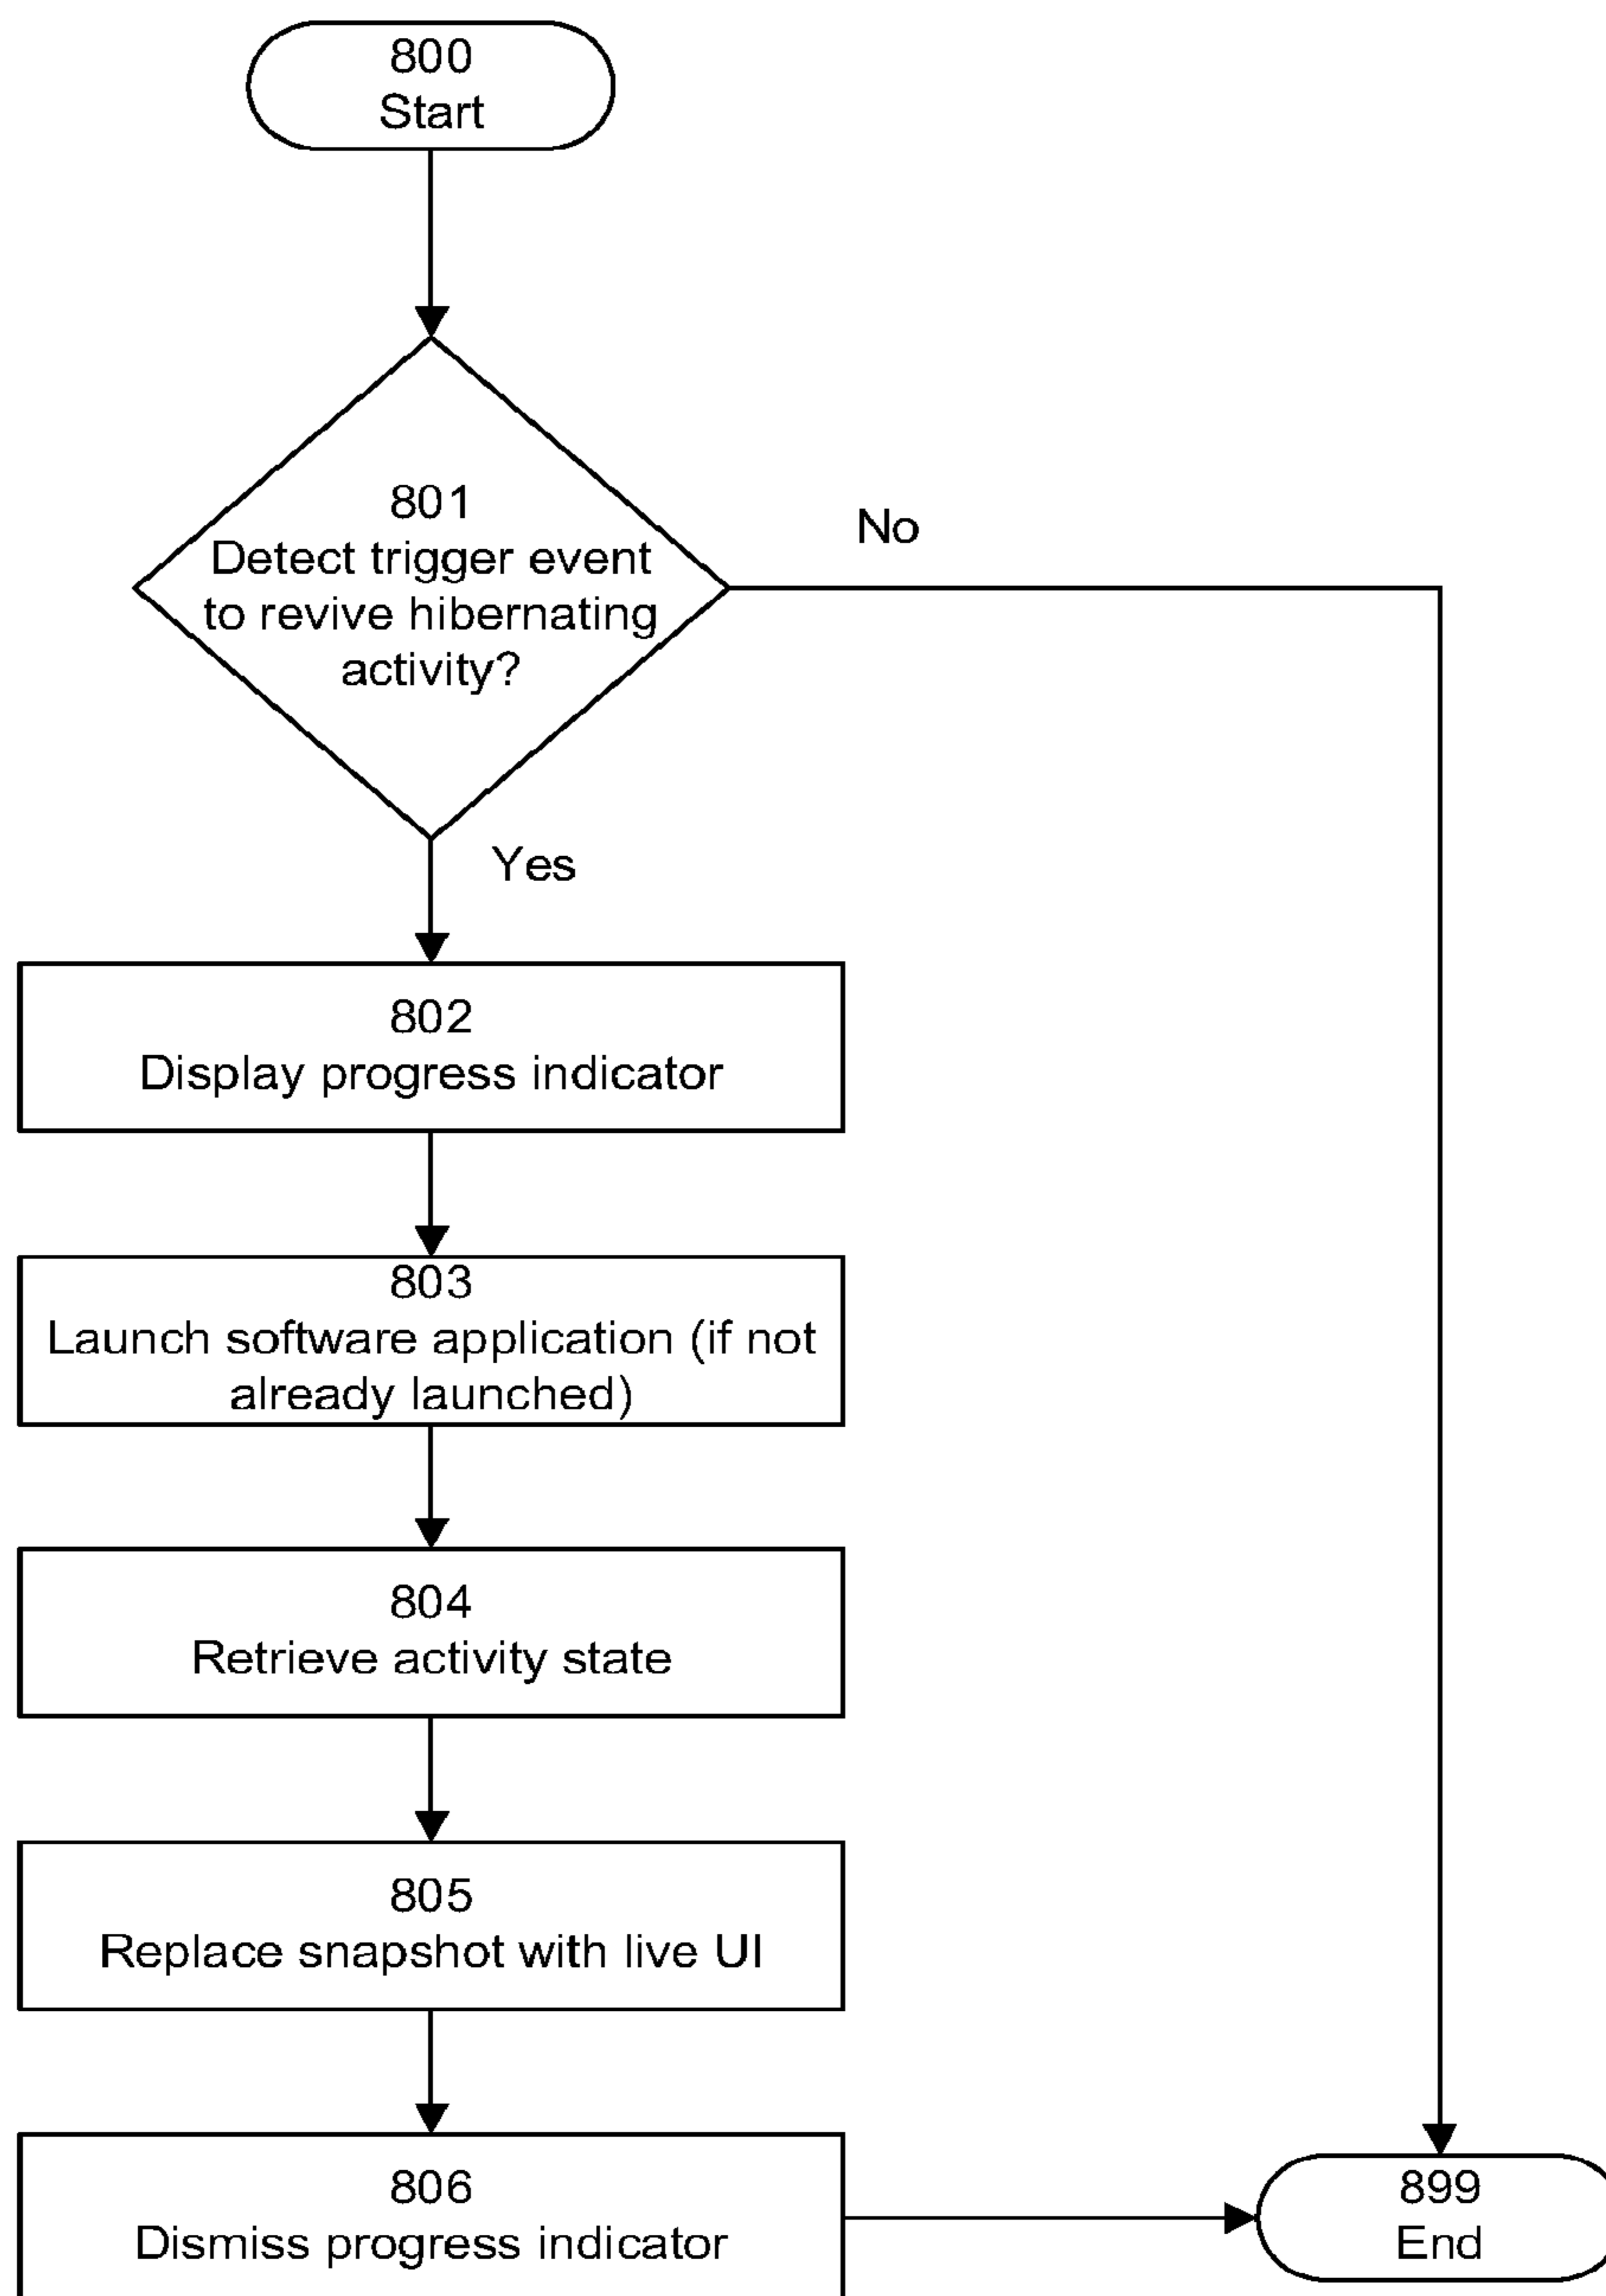 800
Start
801
Detect trigger event
to revive hibernating
activity?
No
Yes
802
Display progress indicator
803
Launch software application (if not
already launched)
804
Retrieve activity state
805
Replace snapshot with live UI
806
Dismiss progress indicator
899
End